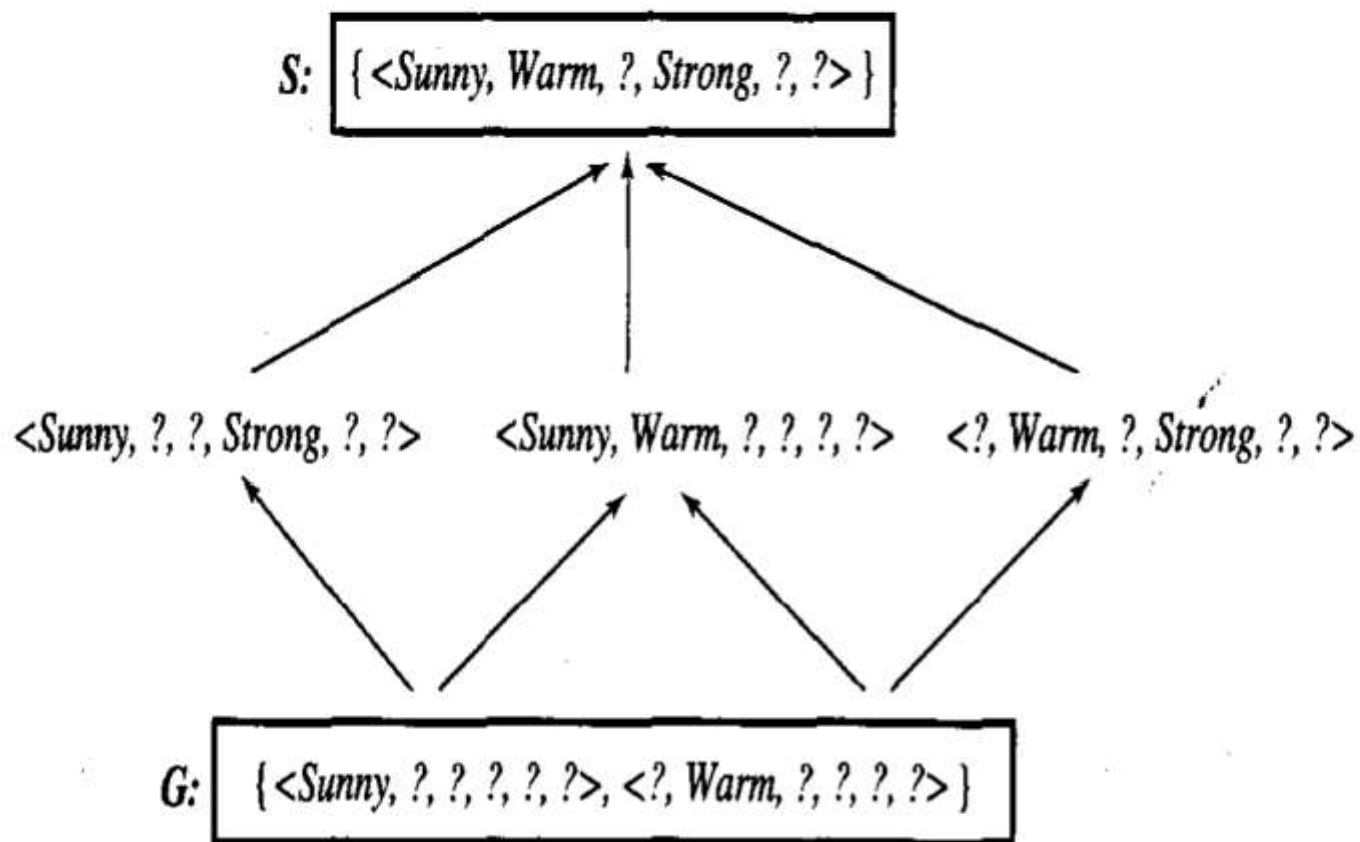 S: { <Sunny, Warm, ?, Strong, ?, ?> }
<Sunny, ?, ?, Strong, ?, ?> <Sunny, Warm, ?, ?, ?, ?> <?, Warm, ?, Strong, ?, ?>
G: { <Sunny, ?, ?, ?, ?, ?>, <?, Warm, ?, ?, ?, ?> }